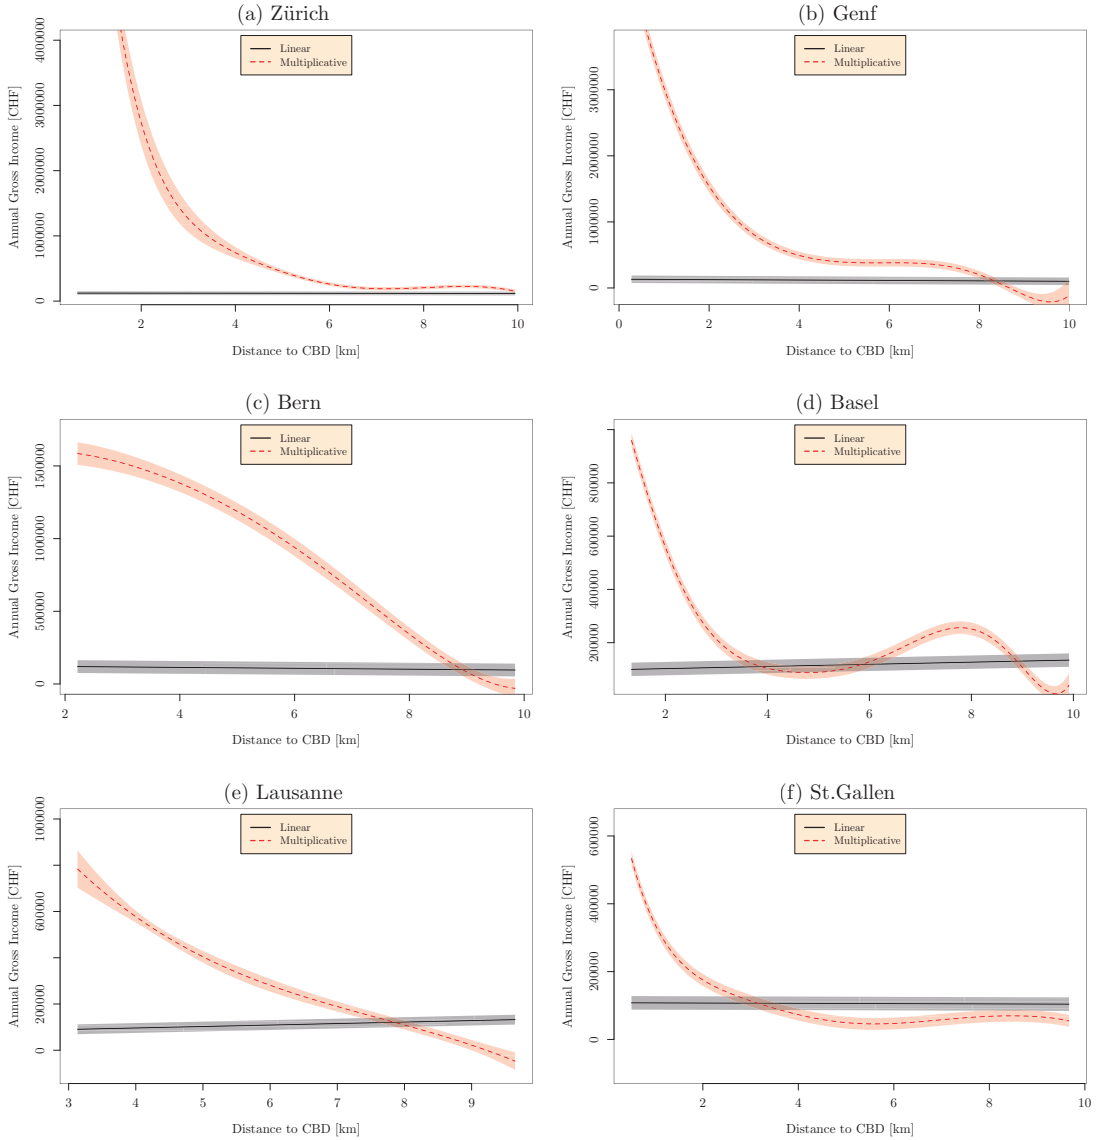 (a) Zürich
Linear
Multiplicative
Annual Gross Income [CHF]
0 1000000 2000000 3000000 4000000
2 4 6 8 10
Distance to CBD [km]
(b) Genf
Linear
Multiplicative
Annual Gross Income [CHF]
0 1000000 2000000 3000000
0 2 4 6 8 10
Distance to CBD [km]
(c) Bern
Linear
Multiplicative
Annual Gross Income [CHF]
0 500000 1000000 1500000
2 4 6 8 10
Distance to CBD [km]
(d) Basel
Linear
Multiplicative
Annual Gross Income [CHF]
200000 400000 600000 800000
2 4 6 8 10
Distance to CBD [km]
(e) Lausanne
Linear
Multiplicative
Annual Gross Income [CHF]
0 200000 600000 1000000
3 4 5 6 7 8 9
Distance to CBD [km]
(f) St.Gallen
Linear
Multiplicative
Annual Gross Income [CHF]
0 200000 400000 600000
2 4 6 8 10
Distance to CBD [km]